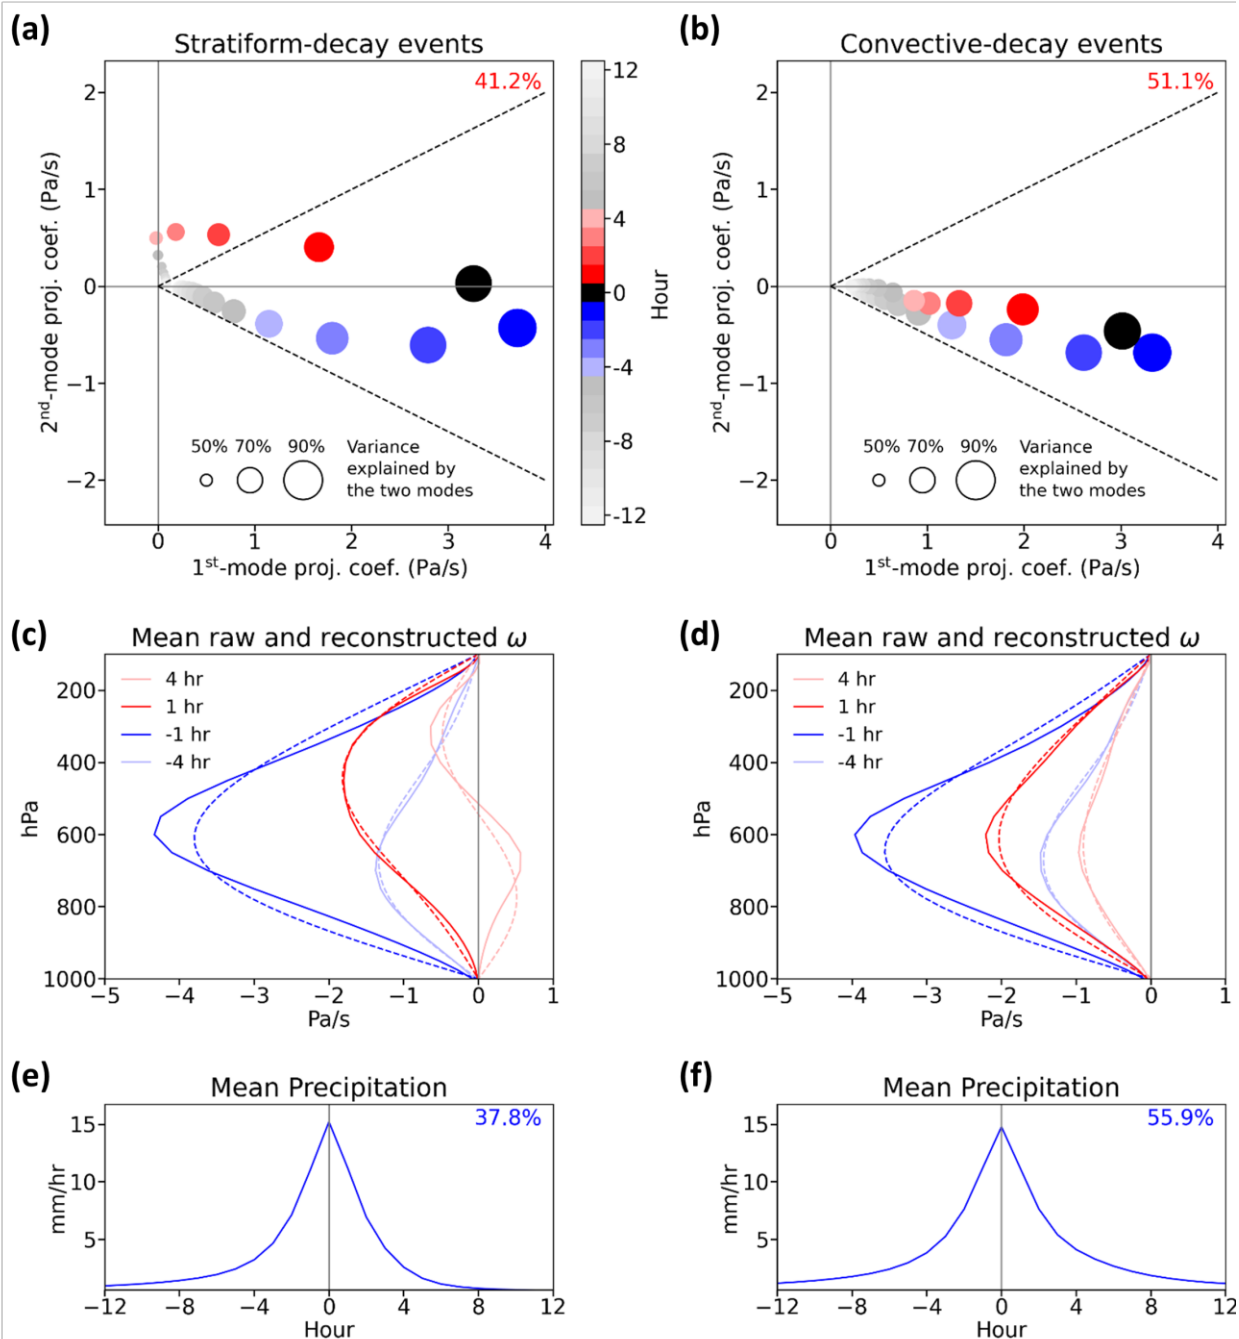 (a)
Stratiform-decay events
41.2%
2
1
0
−1
−2
2nd-mode proj. coef. (Pa/s)
50% 70% 90% Variance
explained by
the two modes
0 1 2 3 4
1st-mode proj. coef. (Pa/s)
12
8
4
0
-4
-8
-12
Hour
(b)
Convective-decay events
51.1%
2
1
0
−1
−2
2nd-mode proj. coef. (Pa/s)
50% 70% 90% Variance
explained by
the two modes
0 1 2 3 4
1st-mode proj. coef. (Pa/s)
(c)
Mean raw and reconstructed ω
4 hr
1 hr
-1 hr
-4 hr
200
400
600
800
1000
hPa
−5 −4 −3 −2 −1 0 1
Pa/s
(d)
Mean raw and reconstructed ω
4 hr
1 hr
-1 hr
-4 hr
200
400
600
800
1000
hPa
−5 −4 −3 −2 −1 0 1
Pa/s
(e)
Mean Precipitation
37.8%
15
10
5
mm/hr
−12 −8 −4 0 4 8 12
Hour
(f)
Mean Precipitation
55.9%
15
10
5
mm/hr
−12 −8 −4 0 4 8 12
Hour